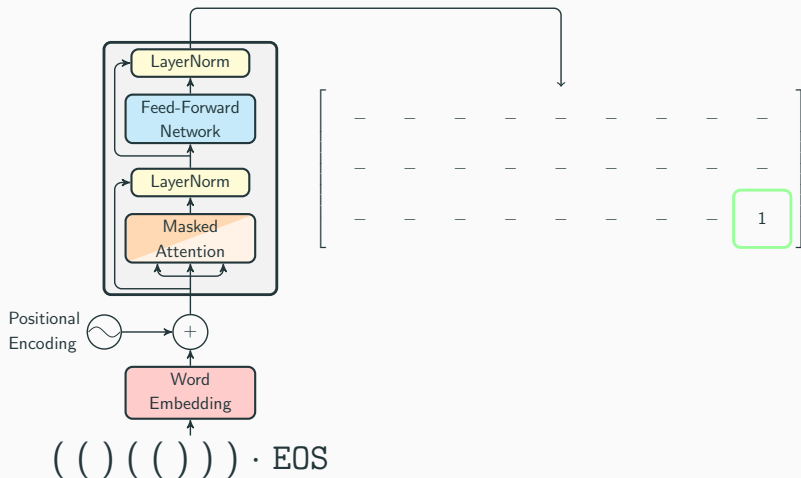 LayerNorm
Feed-Forward
Network
LayerNorm
Masked
Attention
Positional
Encoding
+
Word
Embedding
(()(()))·EOS
– – – – – – – – –
– – – – – – – – –
– – – – – – – – 1